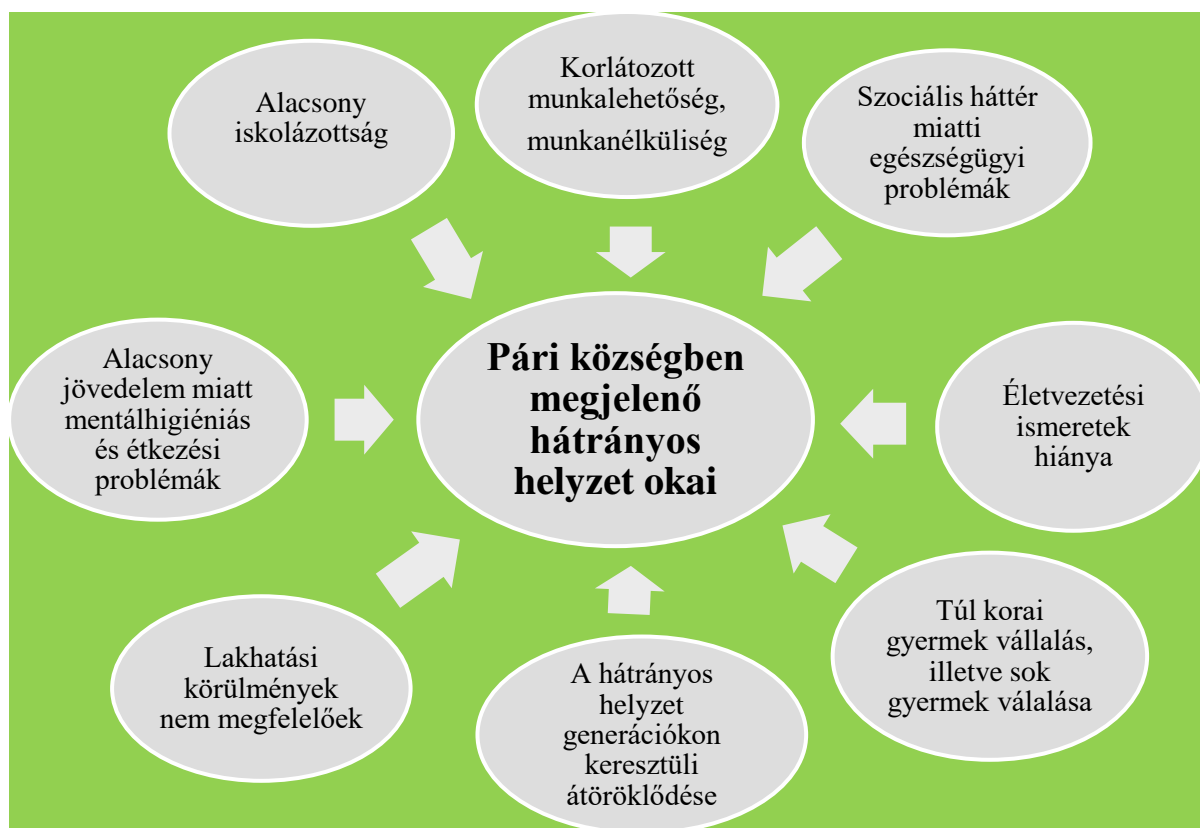 Alacsony
iskolázottság
Korlátozott
munkalehetőség,
munkanélküliség
Szociális háttér
miatti
egészségügyi
problémák
Alacsony
jövedelem miatt
mentálhigiéniás
és étkezési
problémák
Pári községben
megjelenő
hátrányos
helyzet okai
Életvezetési
ismeretek
hiánya
Lakhatási
körülmények
nem megfelelőek
A hátrányos
helyzet
generációkon
keresztüli
átöröklődése
Túl korai
gyermek vállalás,
illetve sok
gyermek válalása